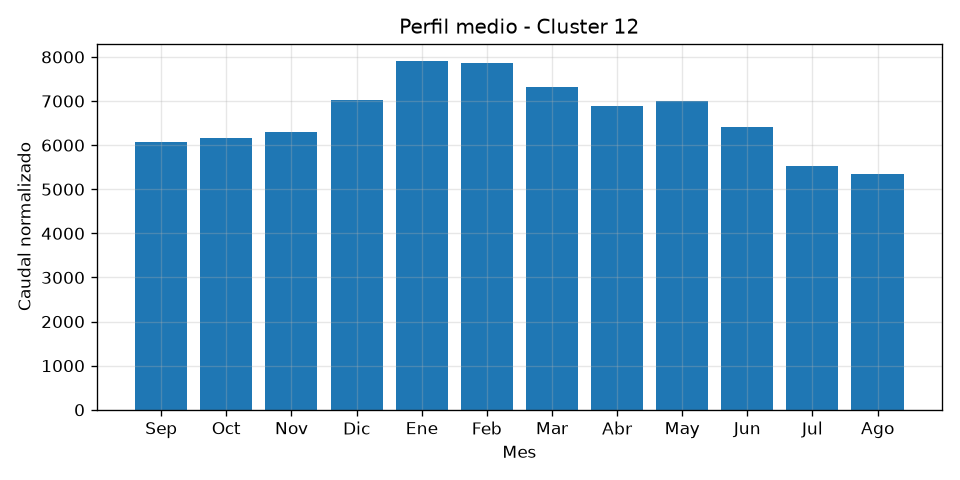 Perfil medio - Cluster 12
Caudal normalizado
8000
7000
6000
5000
4000
3000
2000
1000
0
Sep Oct Nov Dic Ene Feb Mar Abr May Jun Jul Ago
Mes